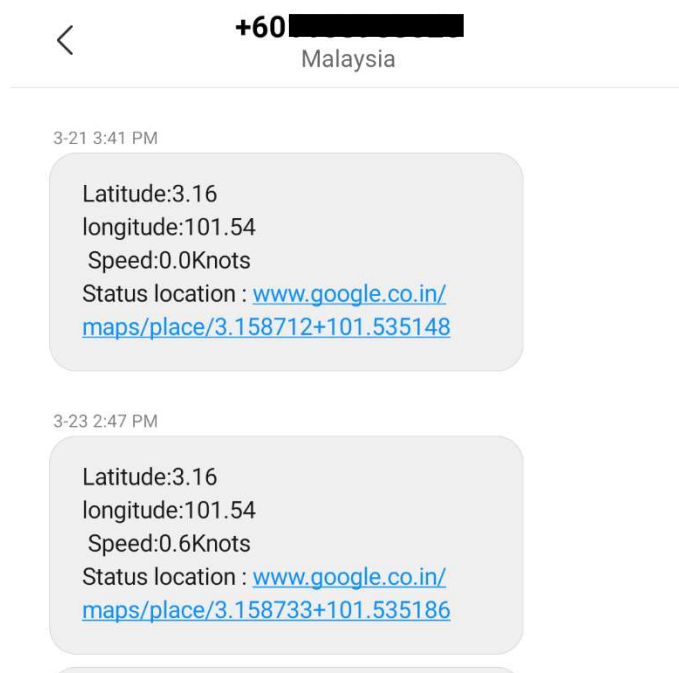 +60
Malaysia
3-21 3:41 PM
Latitude:3.16
longitude:101.54
Speed:0.0Knots
Status location : www.google.co.in/
maps/place/3.158712+101.535148
3-23 2:47 PM
Latitude:3.16
longitude:101.54
Speed:0.6Knots
Status location : www.google.co.in/
maps/place/3.158733+101.535186